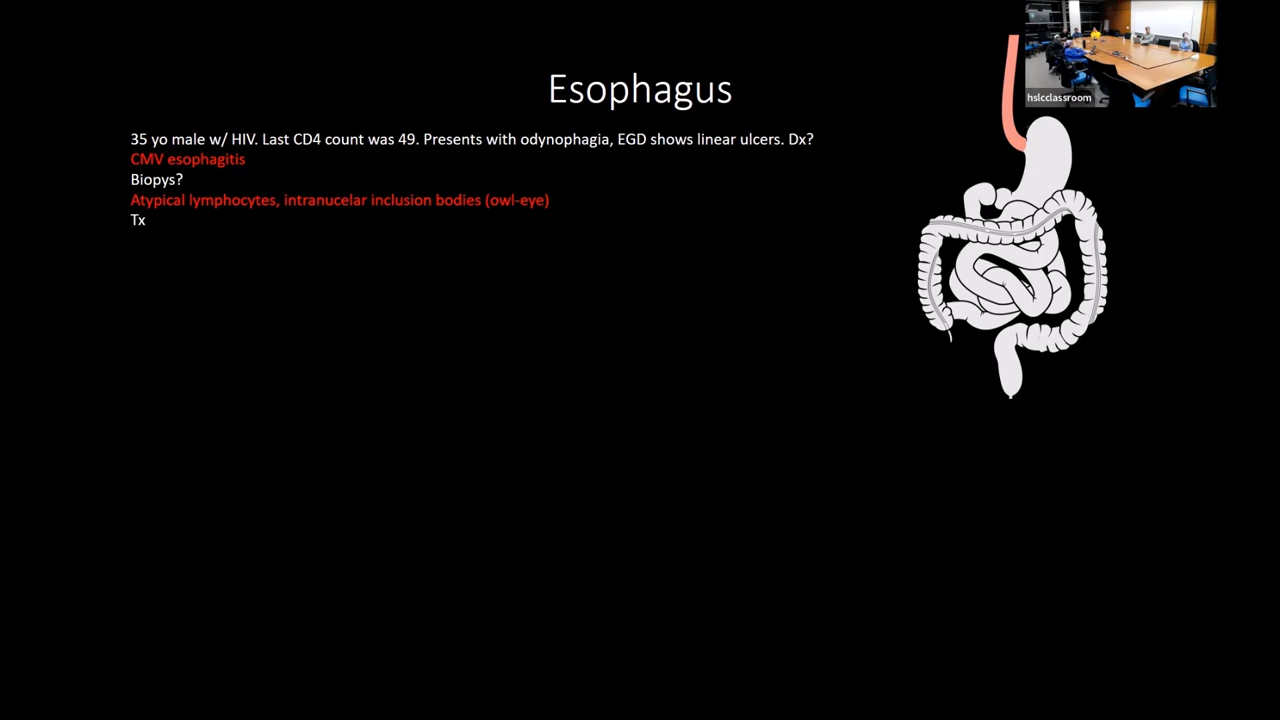 Esophagus
hslcclassroom
35 yo male w/ HIV. Last CD4 count was 49. Presents with odynophagia, EGD shows linear ulcers. Dx?
CMV esophagitis
Biopys?
Atypical lymphocytes, intranucelar inclusion bodies (owl-eye)
Tx